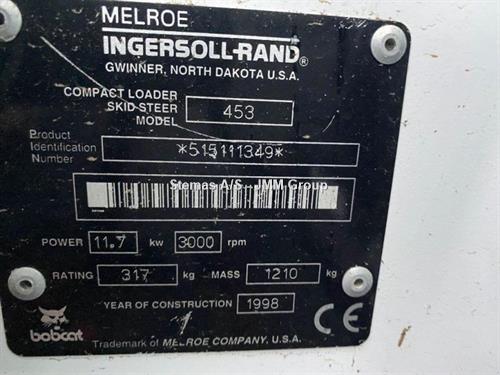 MELROE
INGERSOLL-RAND®
GWINNER, NORTH DAKOTA U.S.A.
COMPACT LOADER
SKID STEER
MODEL 453
Product
Identification
Number *515111349*
Stemas A/S - JMM Group
POWER 11.7 kw 3000 rpm
RATING 317 kg MASS 1210 kg
YEAR OF CONSTRUCTION 1998
bobcat
CE
Trademark of MELROE COMPANY, U.S.A.